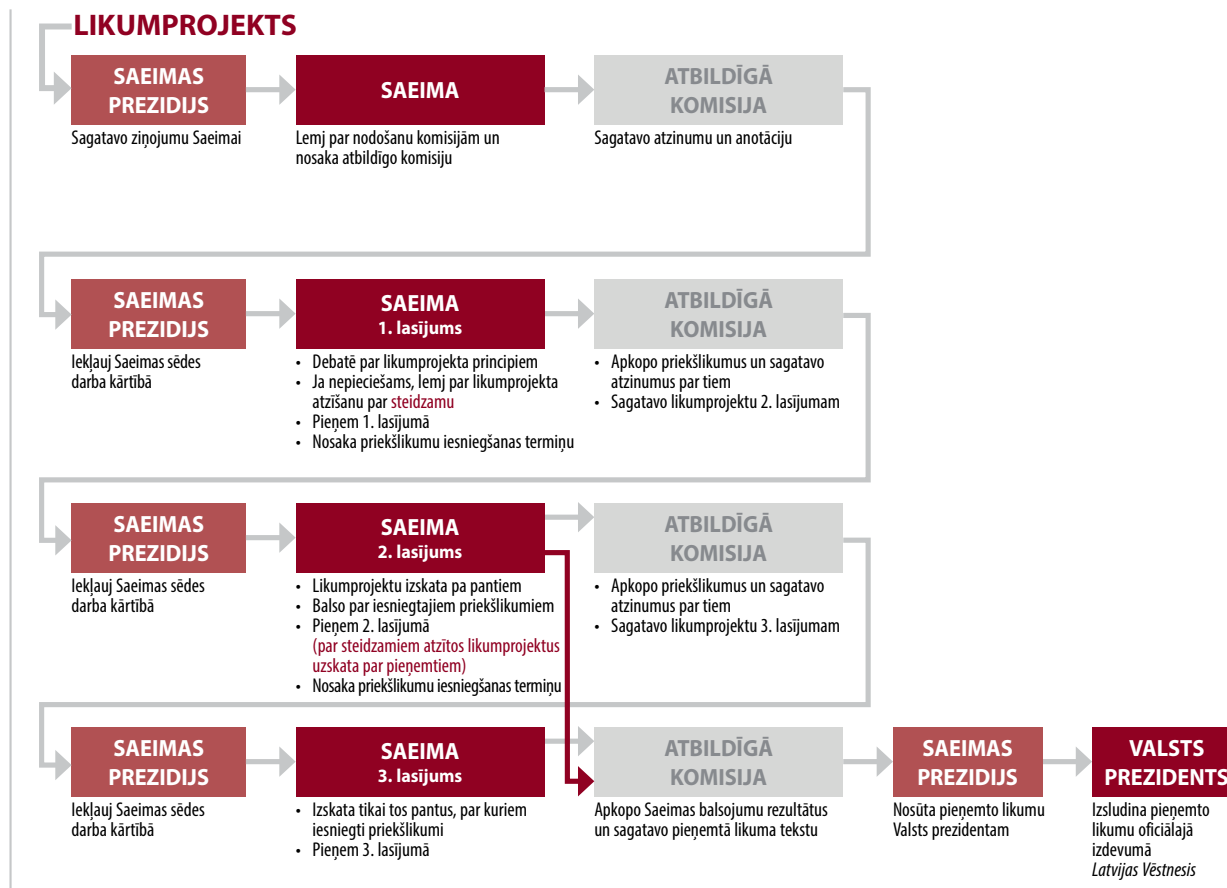 LIKUMPROJEKTS
SAEIMAS
PREZIDIJS
Sagatavo ziņojumu Saeimai
SAEIMA
Lemj par nodošanu komisijām un
nosaka atbildīgo komisiju
ATBILDĪGĀ
KOMISIJA
Sagatavo atzinumu un anotāciju
SAEIMAS
PREZIDIJS
Iekļauj Saeimas sēdes
darba kārtībā
SAEIMA
1. lasījums
• Debatē par likumprojekta principiem
• Ja nepieciešams, lemj par likumprojekta
atzīšanu par steidzamu
• Pieņem 1. lasījumā
• Nosaka priekšlikumu iesniegšanas termiņu
ATBILDĪGĀ
KOMISIJA
• Apkopo priekšlikumus un sagatavo
atzinumus par tiem
• Sagatavo likumprojektu 2. lasījumam
SAEIMAS
PREZIDIJS
Iekļauj Saeimas sēdes
darba kārtībā
SAEIMA
2. lasījums
• Likumprojektu izskata pa pantiem
• Balso par iesniegtajiem priekšlikumiem
• Pieņem 2. lasījumā
(par steidzamiem atzītos likumprojektus
uzskata par pieņemtiem)
• Nosaka priekšlikumu iesniegšanas termiņu
ATBILDĪGĀ
KOMISIJA
• Apkopo priekšlikumus un sagatavo
atzinumus par tiem
• Sagatavo likumprojektu 3. lasījumam
SAEIMAS
PREZIDIJS
Iekļauj Saeimas sēdes
darba kārtībā
SAEIMA
3. lasījums
• Izskata tikai tos pantus, par kuriem
iesniegti priekšlikumi
• Pieņem 3. lasījumā
ATBILDĪGĀ
KOMISIJA
Apkopo Saeimas balsojumu rezultātus
un sagatavo pieņemtā likuma tekstu
SAEIMAS
PREZIDIJS
Nosūta pieņemto likumu
Valsts prezidentam
VALSTS
PREZIDENTS
Izsludina pieņemto
likumu oficiālajā
izdevumā
Latvijas Vēstnesis